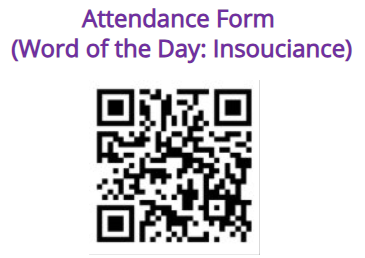 Attendance Form
(Word of the Day: Insouciance)